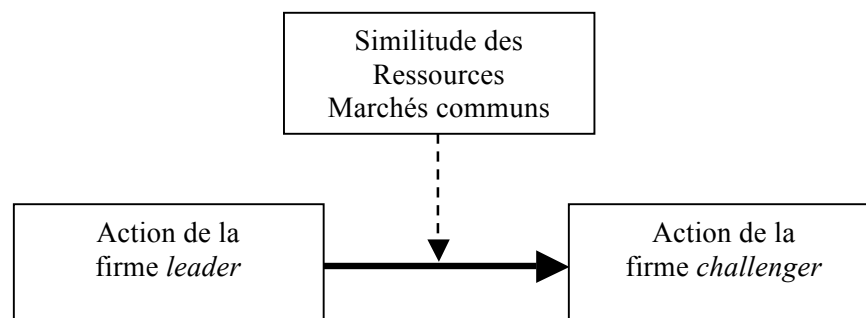 Similitude des
Ressources
Marchés communs
Action de la
firme leader
Action de la
firme challenger